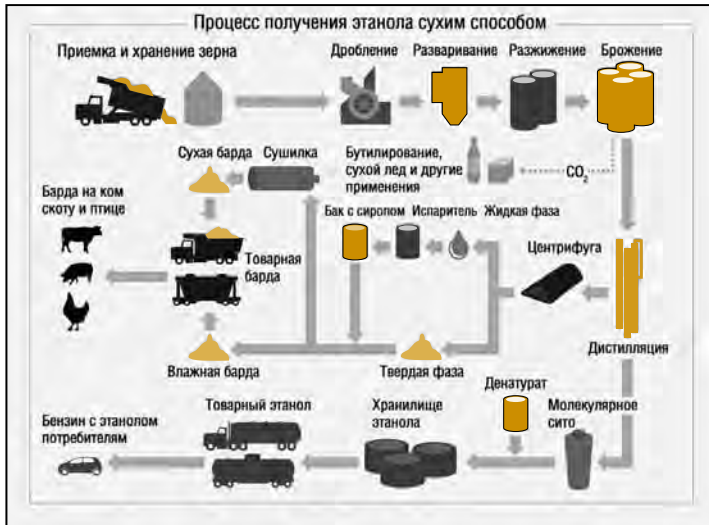 Процесс получения этанола сухим способом
Приемка и хранение зерна
Дробление
Разваривание
Разжижение
Брожение
Сухая барда
Сушилка
Бутилирование,
сухой лед и другие
применения
CO₂
Барда на ком
скоту и птице
Бак с сиропом
Испаритель
Жидкая фаза
Центрифуга
Товарная
барда
Дистилляция
Влажная барда
Твердая фаза
Денатурат
Товарный этанол
Хранилище
этанола
Молекулярное
сито
Бензин с этанолом
потребителям